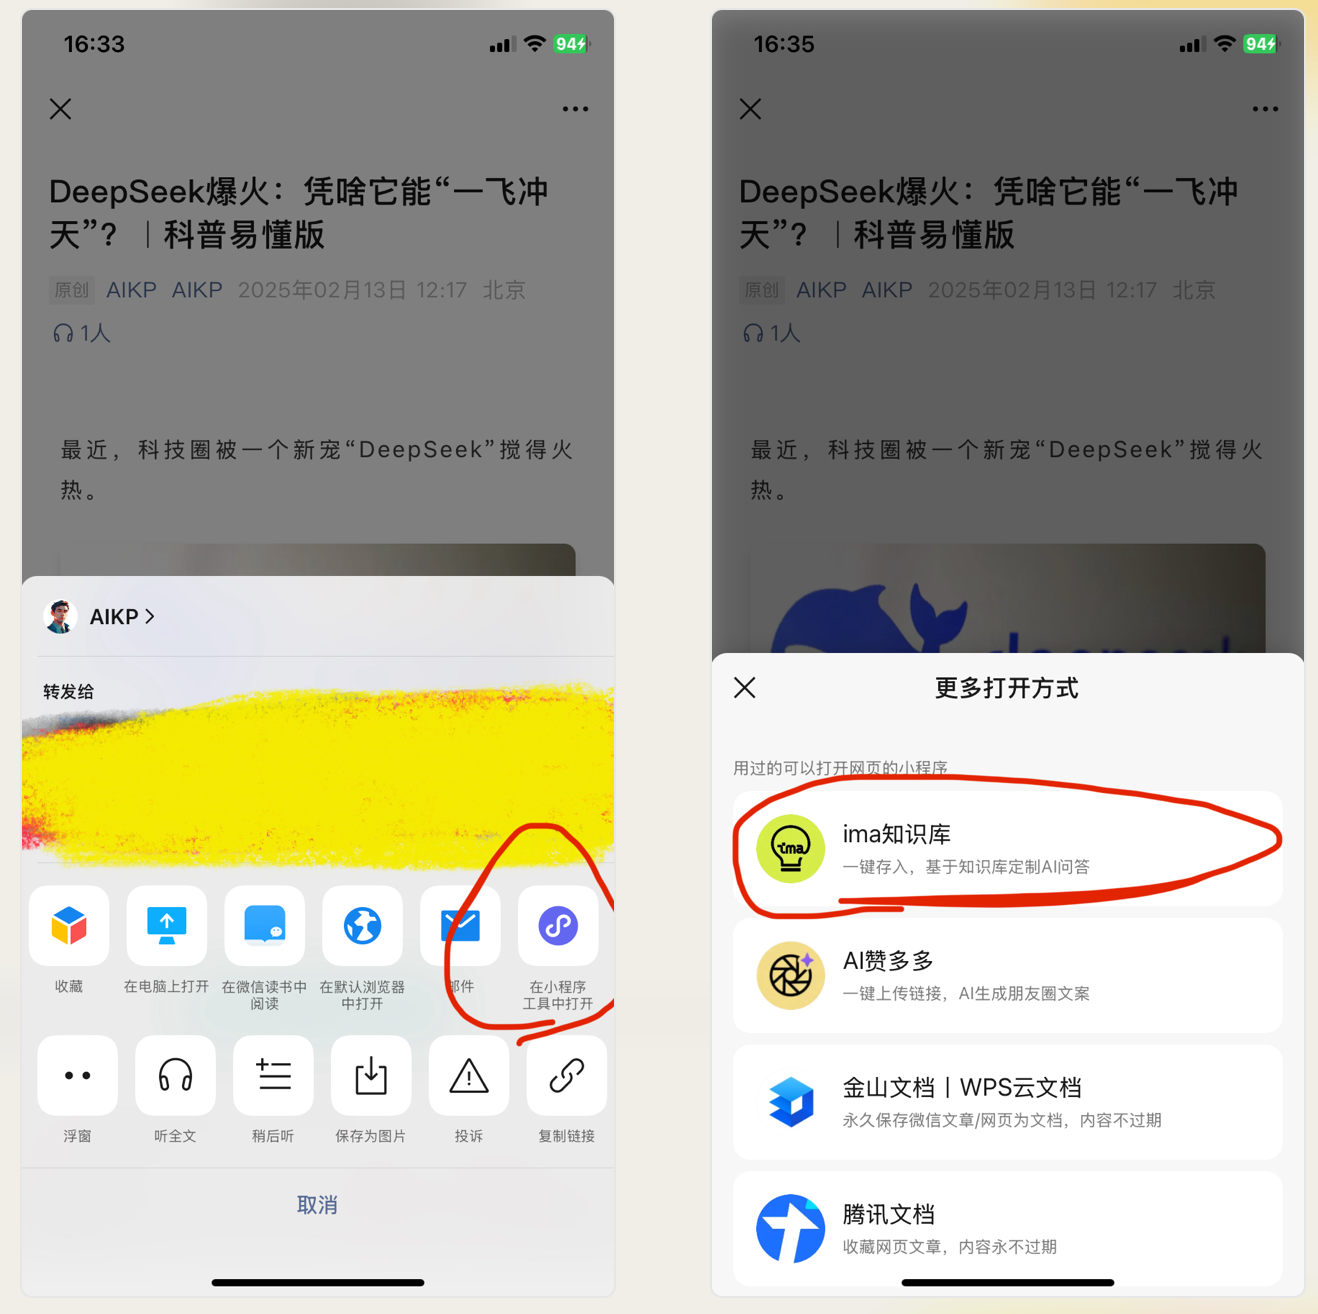 16:33
94
DeepSeek爆火：凭啥它能“一飞冲
天”？｜科普易懂版
原创 AIKP AIKP 2025年02月13日 12:17 北京
1人
最近，科技圈被一个新宠“DeepSeek”搅得火
热。
AIKP
转发给
收藏
在电脑上打开
在微信读书中
阅读
在默认浏览器
中打开
邮件
在小程序
工具中打开
浮窗
听全文
稍后听
保存为图片
投诉
复制链接
取消
16:35
94
DeepSeek爆火：凭啥它能“一飞冲
天”？｜科普易懂版
原创 AIKP AIKP 2025年02月13日 12:17 北京
1人
最近，科技圈被一个新宠“DeepSeek”搅得火
热。
deepseek
更多打开方式
用过的可以打开网页的小程序
ima
ima知识库
一键存入，基于知识库定制AI问答
AI赞多多
一键上传链接，AI生成朋友圈文案
金山文档｜WPS云文档
永久保存微信文章/网页为文档，内容不过期
腾讯文档
收藏网页文章，内容永不过期